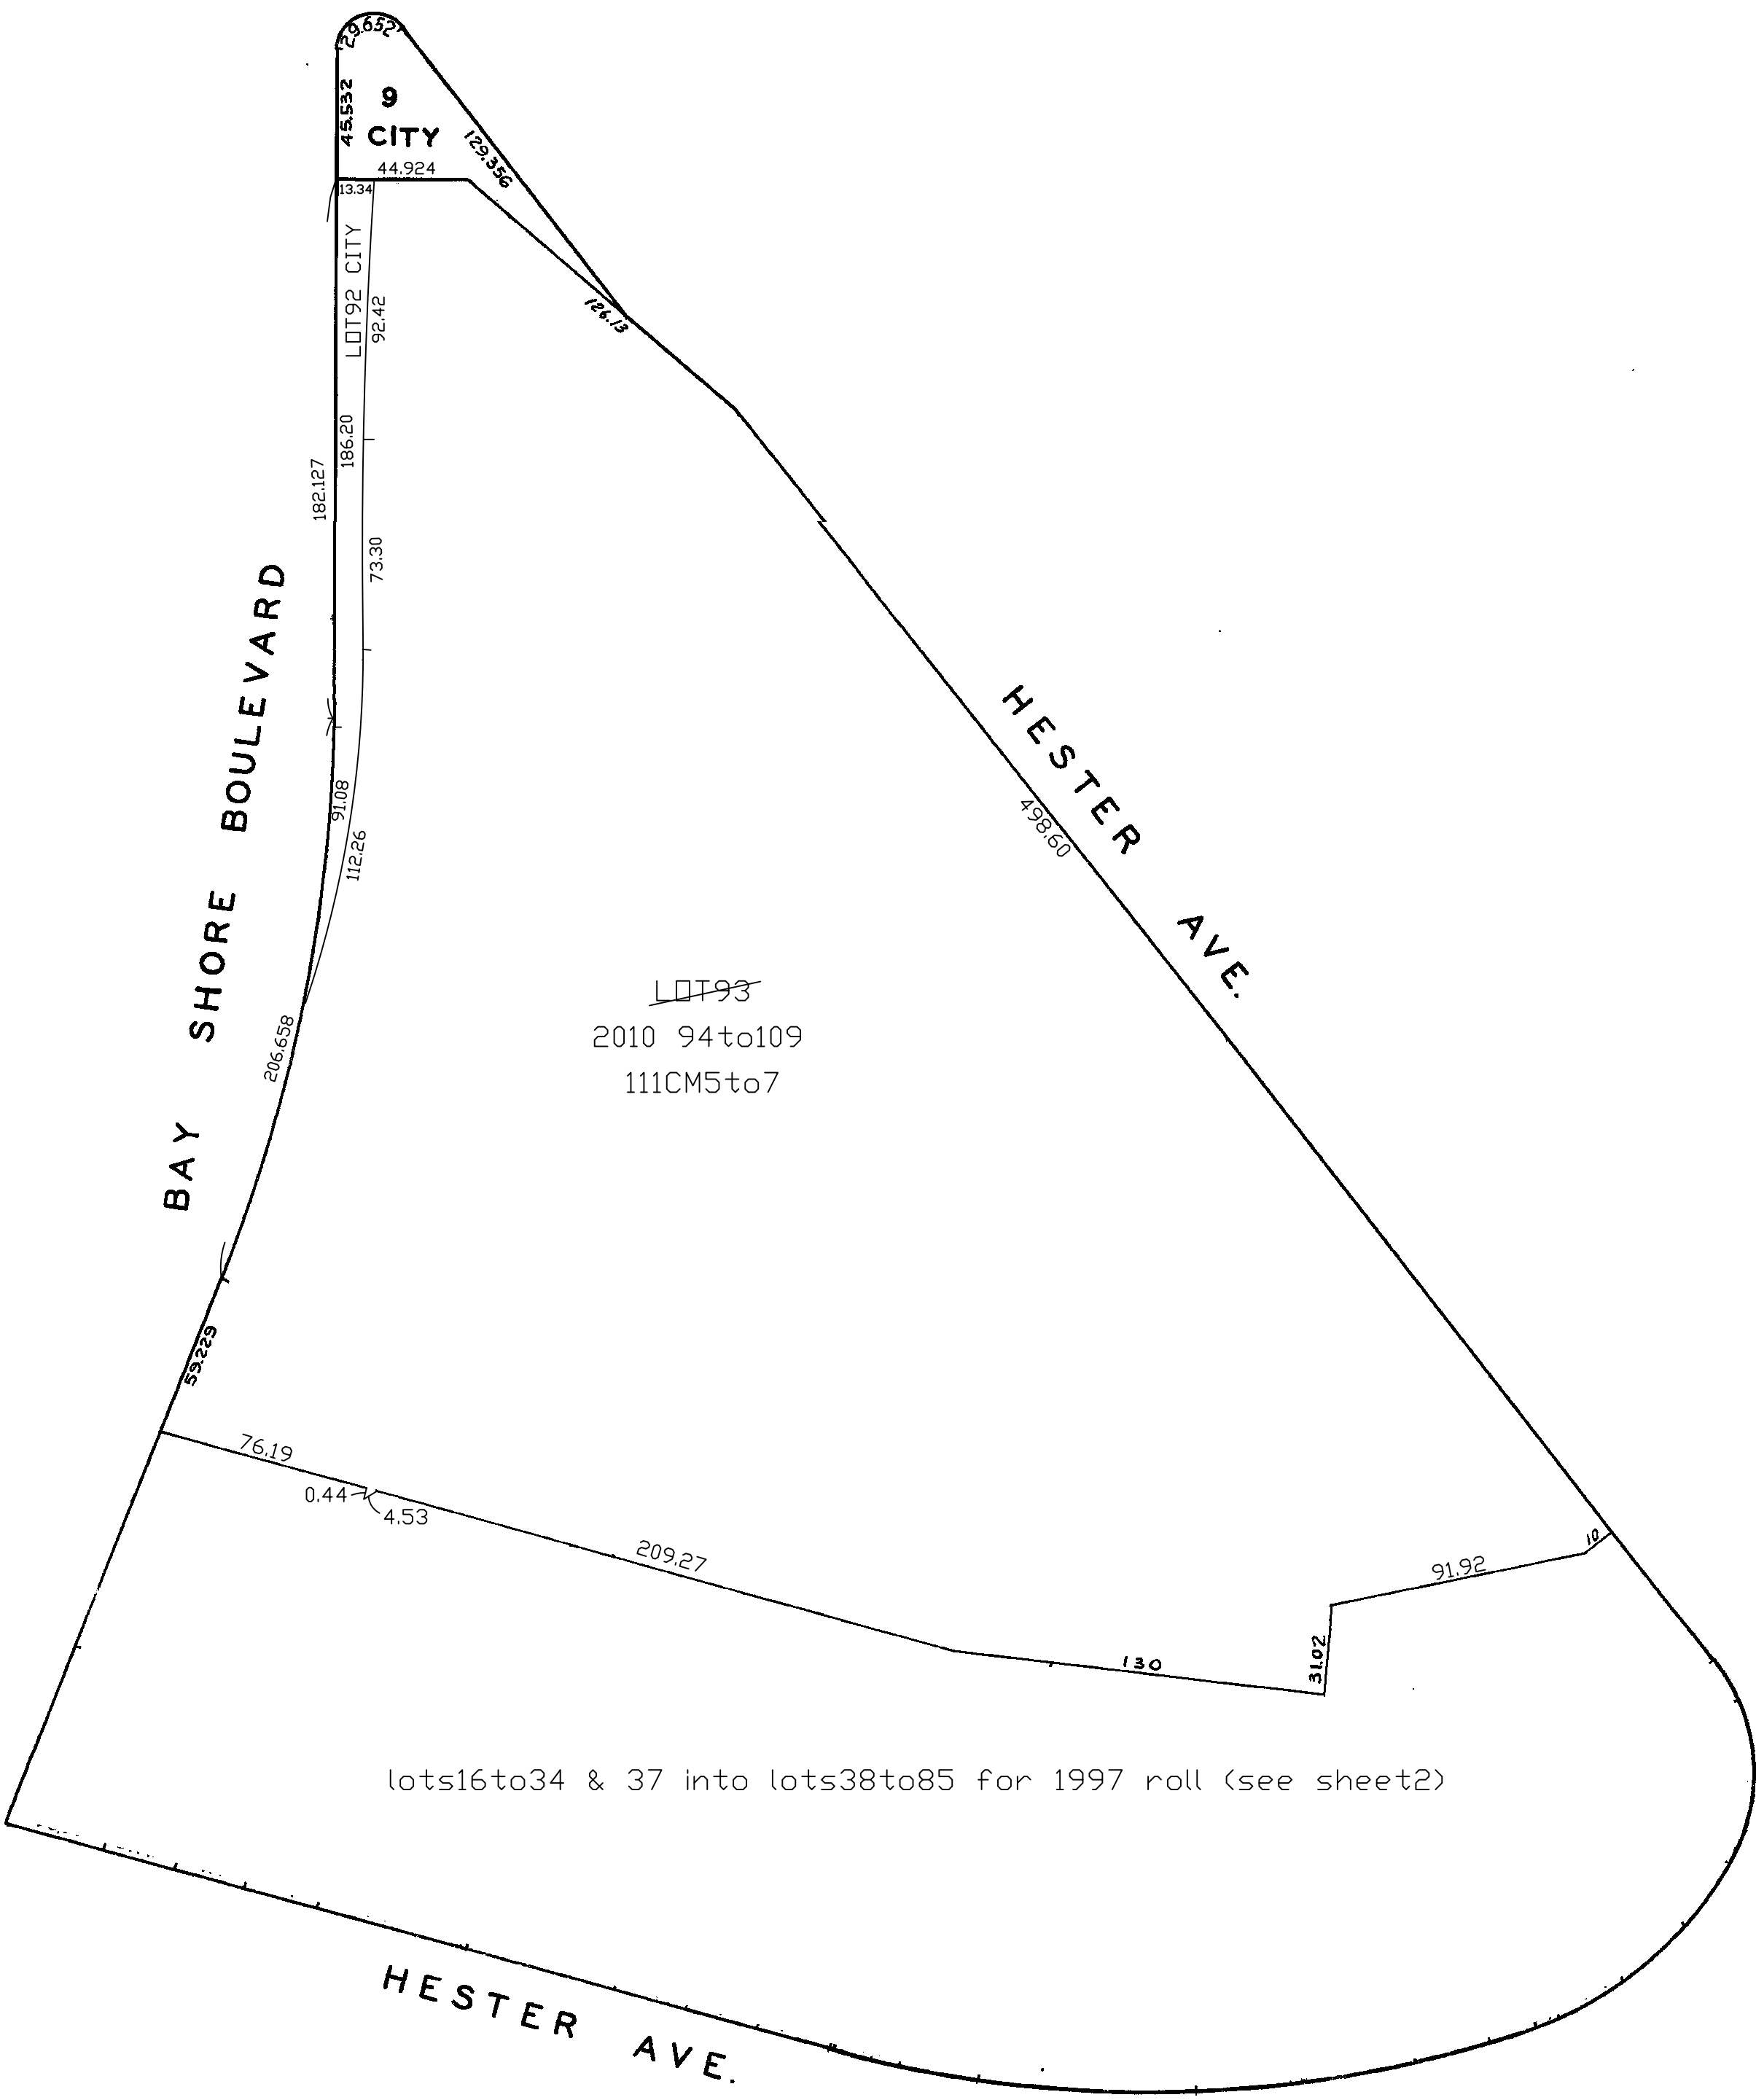 29.652
45.532
9
CITY
129.356
44.924
13.34
LOT92 CITY
92.42
126.13
186.20
182.127
73.30
BAY SHORE BOULEVARD
HESTER AVE.
498.60
91.08
112.26
LOT93
2010 94to109
111CM5to7
206.658
59.229
76.19
0.44
4.53
209.27
10
91.92
130
31.02
lots16to34 & 37 into lots38to85 for 1997 roll (see sheet2)
HESTER AVE.